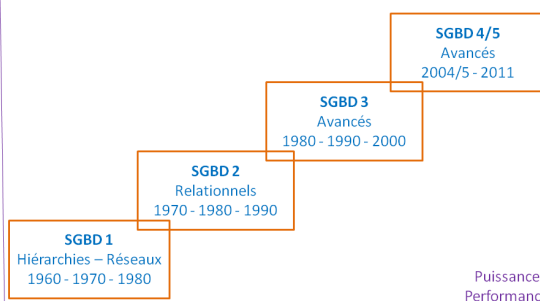 SGBD 4/5
Avancés
2004/5 - 2011
SGBD 3
Avancés
1980 - 1990 - 2000
SGBD 2
Relationnels
1970 - 1980 - 1990
SGBD 1
Hiérarchies – Réseaux
1960 - 1970 - 1980
Puissance
Performanc